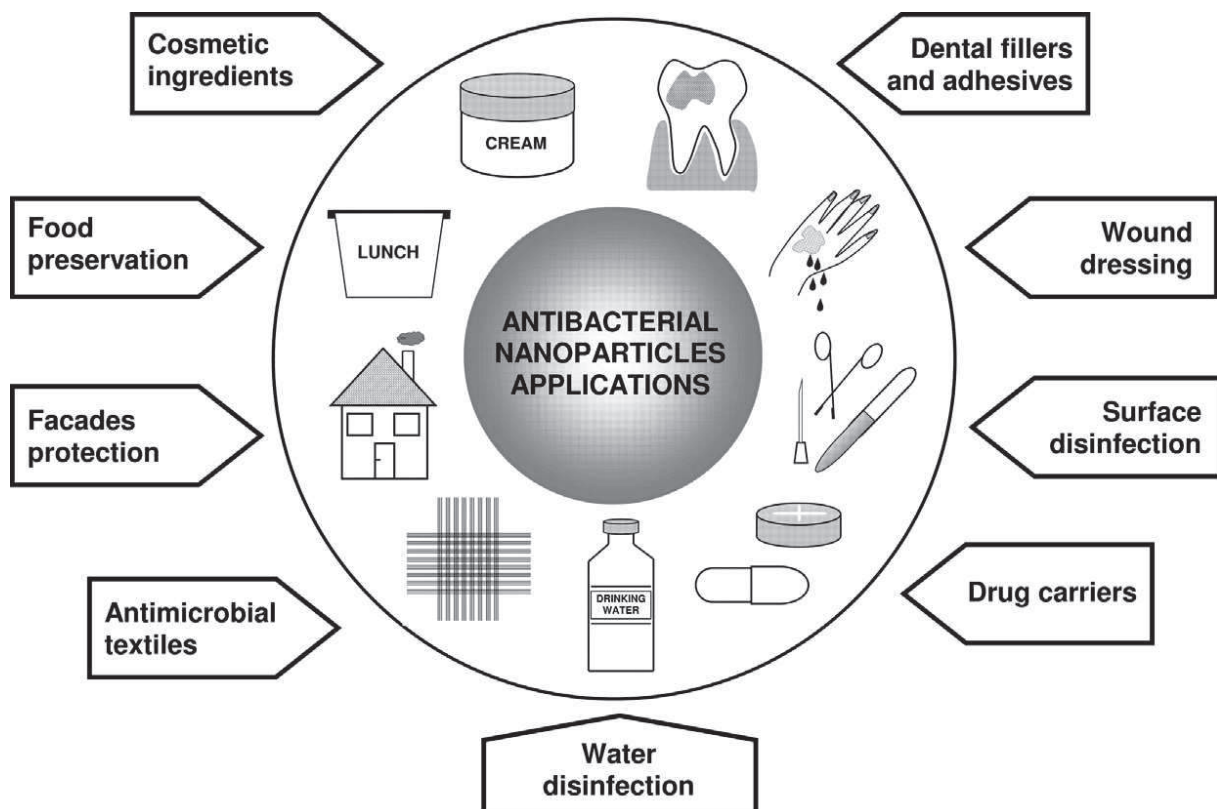 Cosmetic
ingredients
Dental fillers
and adhesives
CREAM
Food
preservation
LUNCH
Wound
dressing
ANTIBACTERIAL
NANOPARTICLES
APPLICATIONS
Facades
protection
Surface
disinfection
Antimicrobial
textiles
DRINKING
WATER
Drug carriers
Water
disinfection